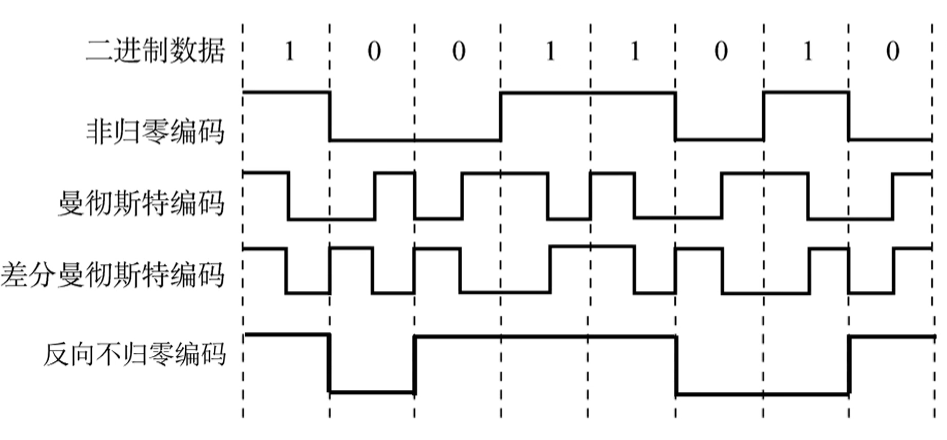 二进制数据 1 0 0 1 1 0 1 0
非归零编码
曼彻斯特编码
差分曼彻斯特编码
反向不归零编码